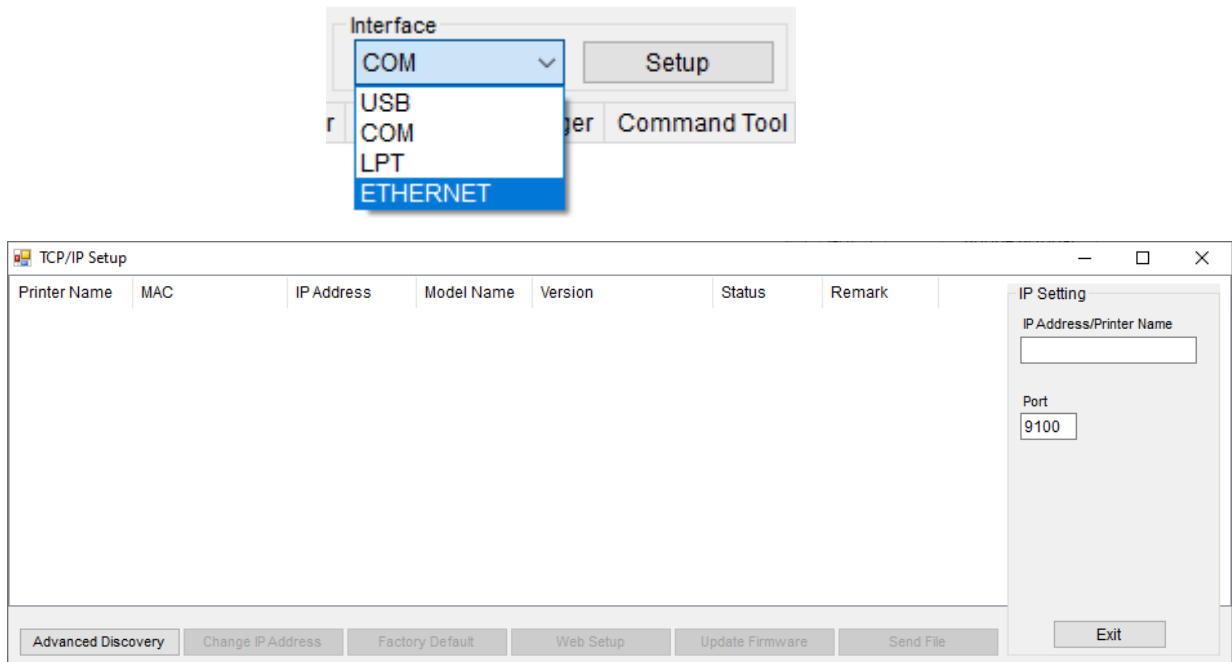 Interface
COM Setup
USB
COM
LPT
ETHERNET
r ger Command Tool
TCP/IP Setup
Printer Name MAC IP Address Model Name Version Status Remark
IP Setting
IP Address/Printer Name
Port
9100
Advanced Discovery Change IP Address Factory Default Web Setup Update Firmware Send File Exit